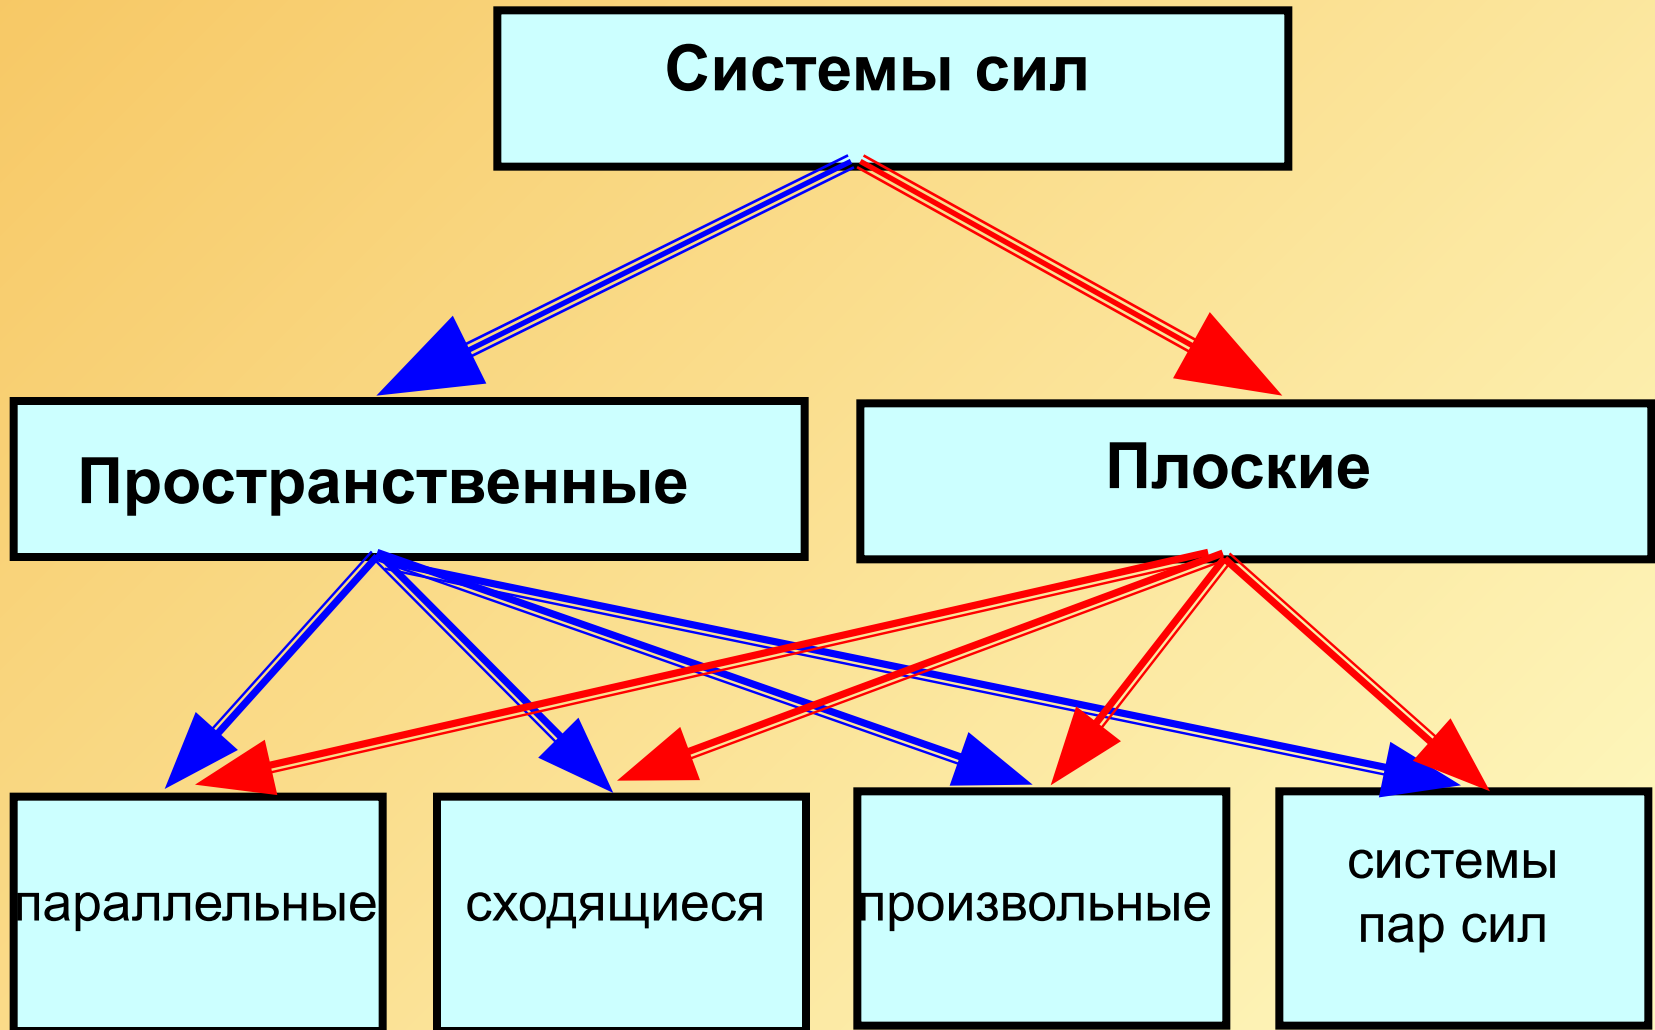 Системы сил
Пространственные
Плоские
параллельные
сходящиеся
произвольные
системы
пар сил